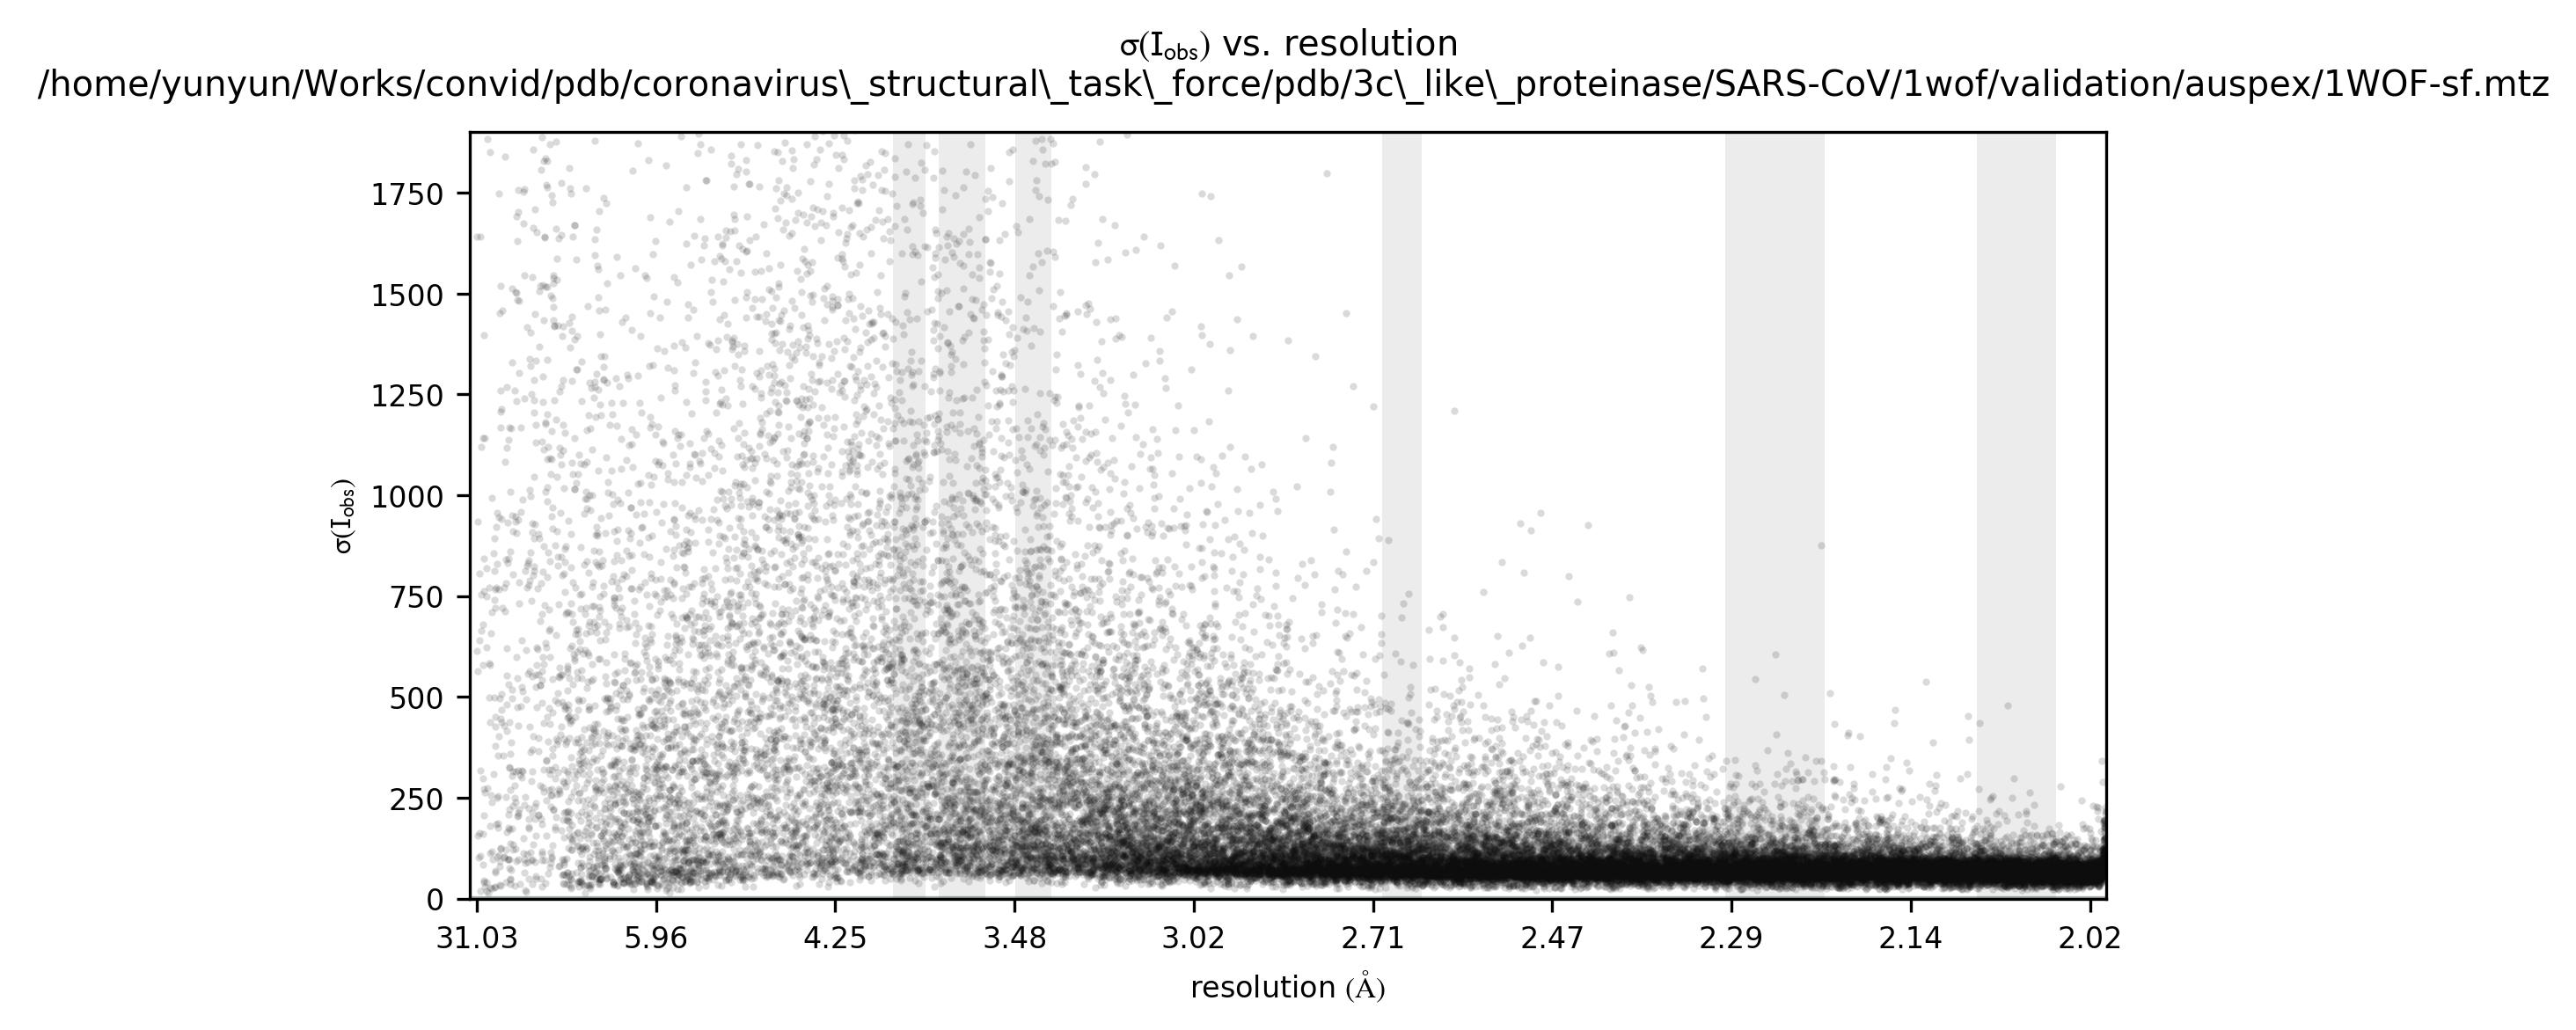 σ(I_obs) vs. resolution
/home/yunyun/Works/convid/pdb/coronavirus\_structural\_task\_force/pdb/3c\_like\_proteinase/SARS-CoV/1wof/validation/auspex/1WOF-sf.mtz
σ(I_obs)
1750
1500
1250
1000
750
500
250
0
31.03 5.96 4.25 3.48 3.02 2.71 2.47 2.29 2.14 2.02
resolution (Å)